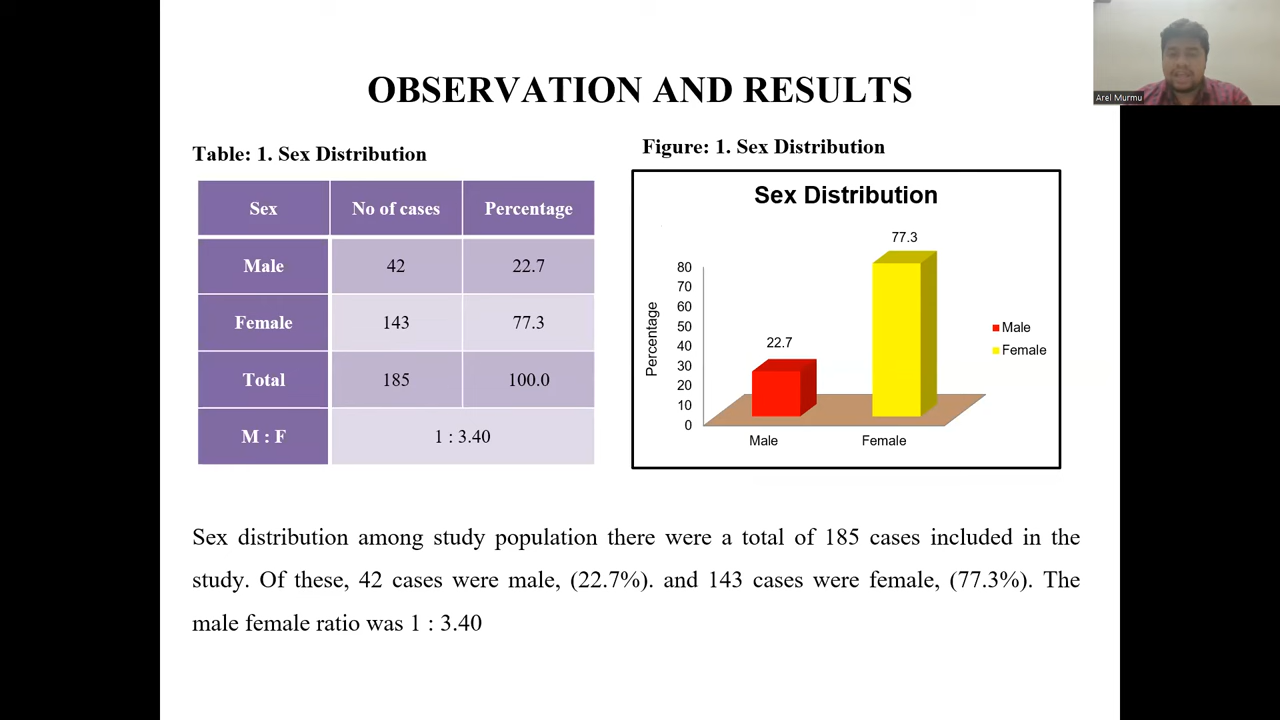 OBSERVATION AND RESULTS
Arel Murmu
Table: 1. Sex Distribution
Sex No of cases Percentage
Male 42 22.7
Female 143 77.3
Total 185 100.0
M : F 1 : 3.40
Figure: 1. Sex Distribution
Sex Distribution
77.3
22.7
80
70
60
50
40
30
20
10
0
Percentage
Male Female
Male
Female
Sex distribution among study population there were a total of 185 cases included in the
study. Of these, 42 cases were male, (22.7%). and 143 cases were female, (77.3%). The
male female ratio was 1 : 3.40